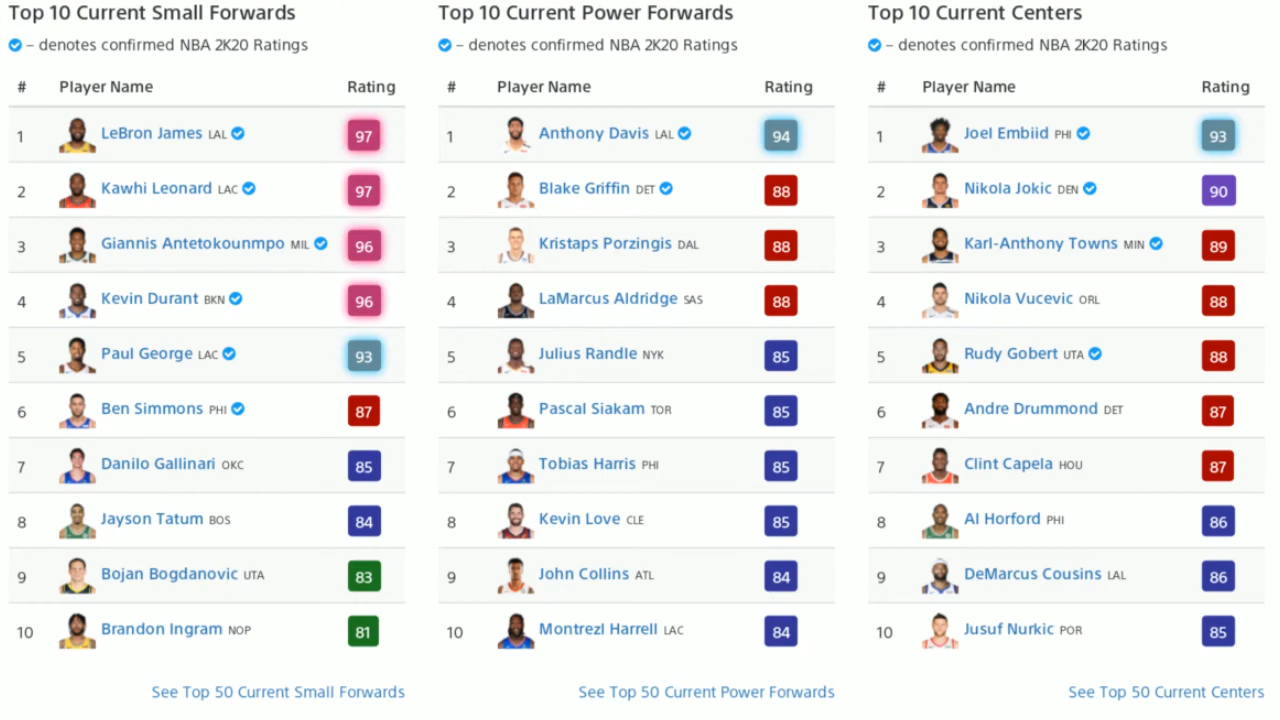 Top 10 Current Small Forwards
– denotes confirmed NBA 2K20 Ratings
# Player Name Rating
1 LeBron James LAL 97
2 Kawhi Leonard LAC 97
3 Giannis Antetokounmpo MIL 96
4 Kevin Durant BKN 96
5 Paul George LAC 93
6 Ben Simmons PHI 87
7 Danilo Gallinari OKC 85
8 Jayson Tatum BOS 84
9 Bojan Bogdanovic UTA 83
10 Brandon Ingram NOP 81
See Top 50 Current Small Forwards
Top 10 Current Power Forwards
– denotes confirmed NBA 2K20 Ratings
# Player Name Rating
1 Anthony Davis LAL 94
2 Blake Griffin DET 88
3 Kristaps Porzingis DAL 88
4 LaMarcus Aldridge SAS 88
5 Julius Randle NYK 85
6 Pascal Siakam TOR 85
7 Tobias Harris PHI 85
8 Kevin Love CLE 85
9 John Collins ATL 84
10 Montrezl Harrell LAC 84
See Top 50 Current Power Forwards
Top 10 Current Centers
– denotes confirmed NBA 2K20 Ratings
# Player Name Rating
1 Joel Embiid PHI 93
2 Nikola Jokic DEN 90
3 Karl-Anthony Towns MIN 89
4 Nikola Vucevic ORL 88
5 Rudy Gobert UTA 88
6 Andre Drummond DET 87
7 Clint Capela HOU 87
8 Al Horford PHI 86
9 DeMarcus Cousins LAL 86
10 Jusuf Nurkic POR 85
See Top 50 Current Centers